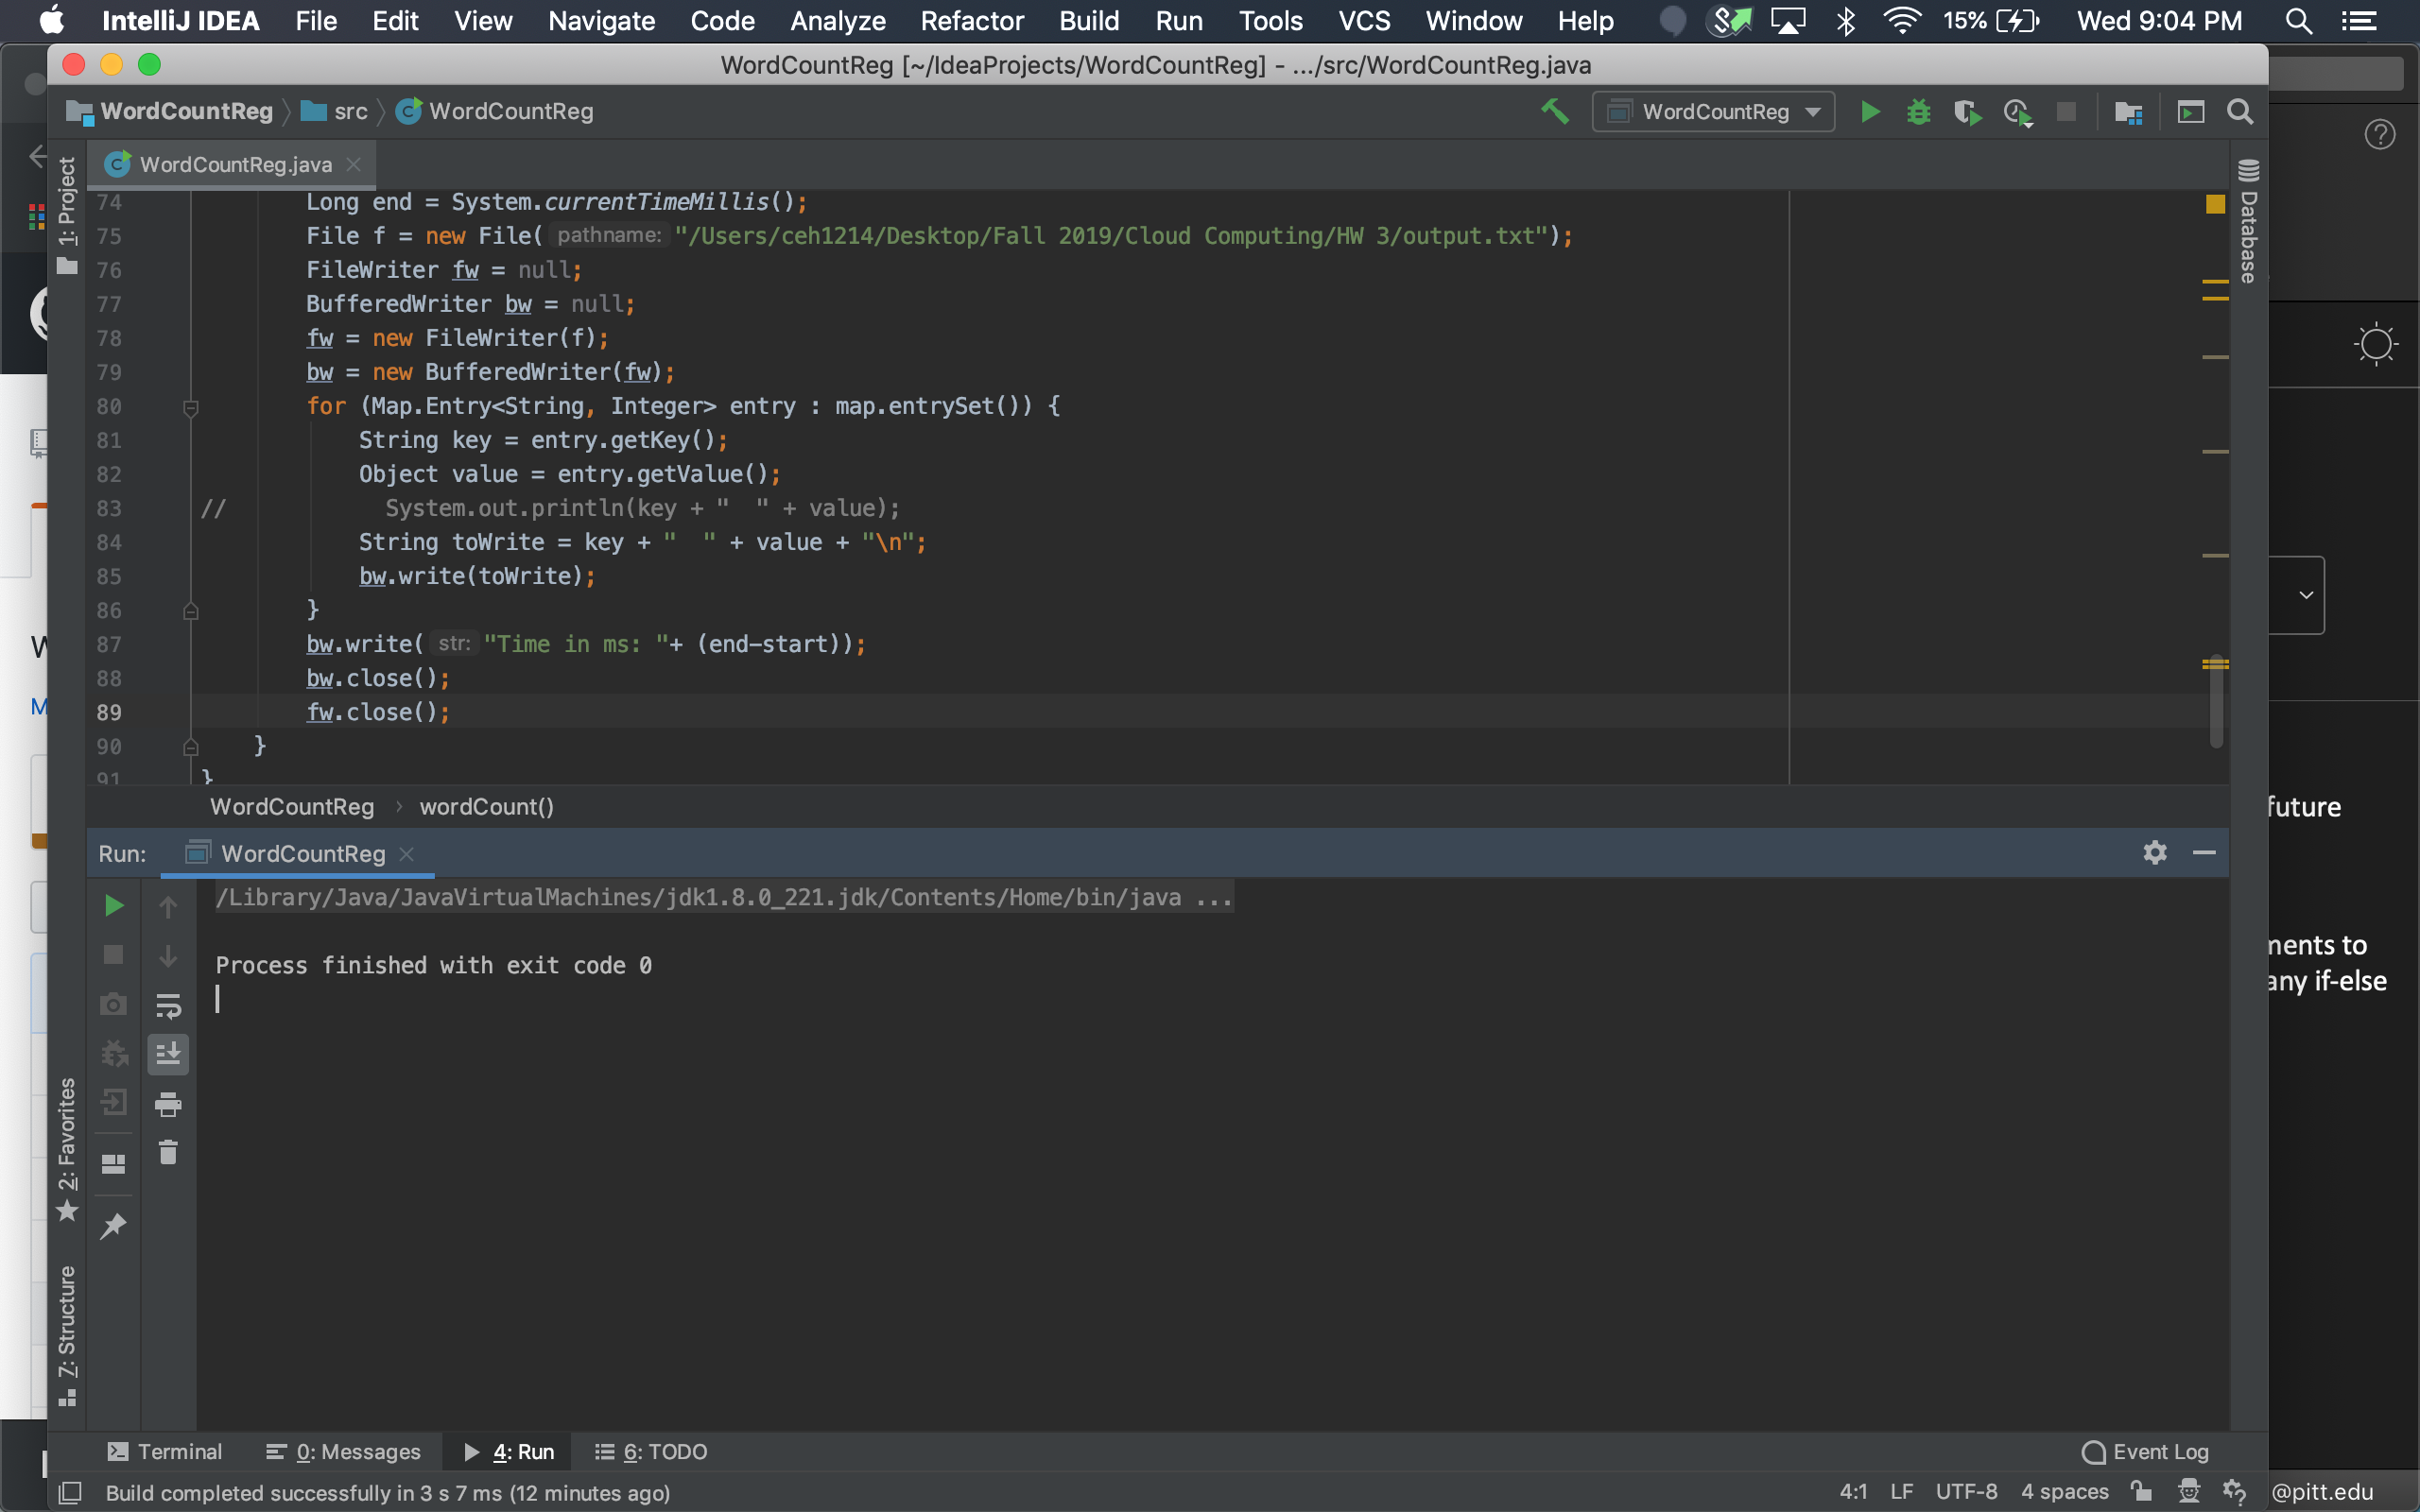 IntelliJ IDEA File Edit View Navigate Code Analyze Refactor Build Run Tools VCS Window Help 15% Wed 9:04 PM
WordCountReg [~/IdeaProjects/WordCountReg] - .../src/WordCountReg.java
WordCountReg src WordCountReg WordCountReg
WordCountReg.java
1: Project
Database
74 Long end = System.currentTimeMillis();
75 File f = new File( pathname: "/Users/ceh1214/Desktop/Fall 2019/Cloud Computing/HW 3/output.txt");
76 FileWriter fw = null;
77 BufferedWriter bw = null;
78 fw = new FileWriter(f);
79 bw = new BufferedWriter(fw);
80 for (Map.Entry<String, Integer> entry : map.entrySet()) {
81 String key = entry.getKey();
82 Object value = entry.getValue();
83 // System.out.println(key + "  " + value);
84 String toWrite = key + "  " + value + "\n";
85 bw.write(toWrite);
86 }
87 bw.write( str: "Time in ms: "+ (end-start));
88 bw.close();
89 fw.close();
90 }
91 }
WordCountReg › wordCount()
future
Run: WordCountReg
/Library/Java/JavaVirtualMachines/jdk1.8.0_221.jdk/Contents/Home/bin/java ...
Process finished with exit code 0
ments to
any if-else
2: Favorites
7: Structure
Terminal 0: Messages 4: Run 6: TODO Event Log
Build completed successfully in 3 s 7 ms (12 minutes ago) 4:1 LF UTF-8 4 spaces
@pitt.edu